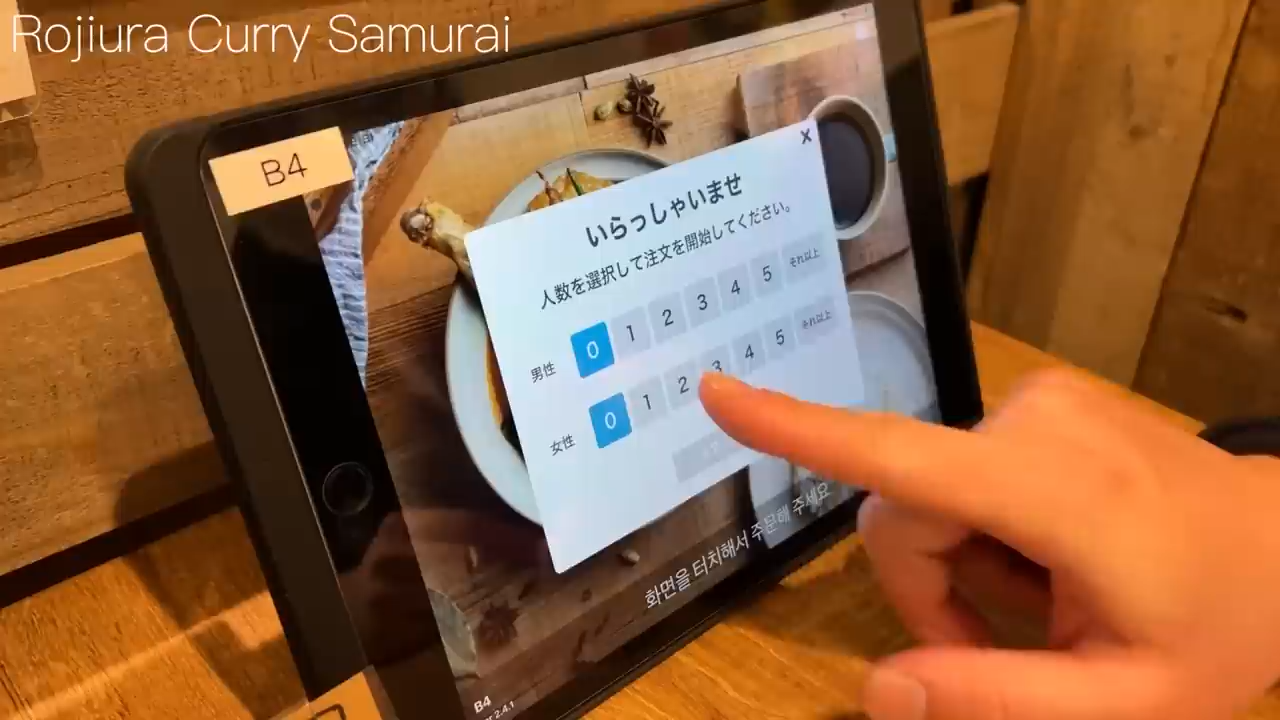 Rojiura Curry Samurai
B4
×
いらっしゃいませ
人数を選択して注文を開始してください。
男性 0 1 2 3 4 5 それ以上
女性 0 1 2 3 4 5 それ以上
화면을 터치해서 주문해 주세요
B4
2.4.1